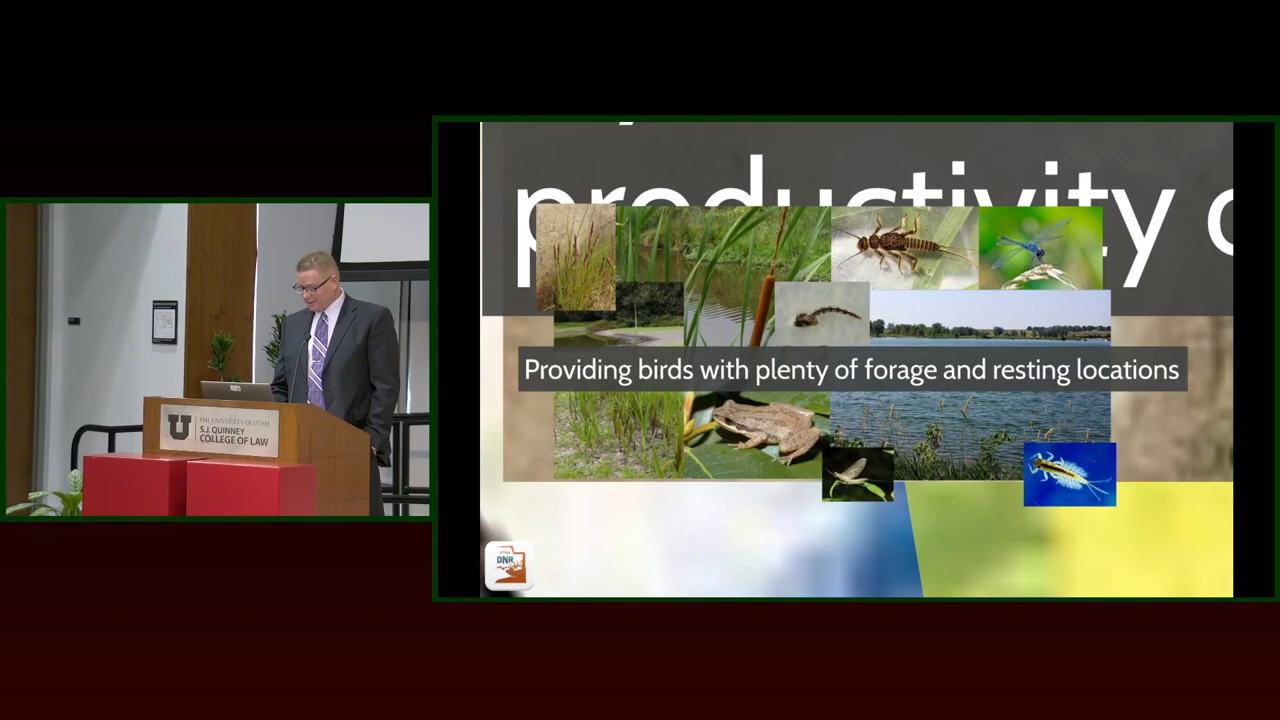 THE UNIVERSITY OF UTAH
S.J. QUINNEY
COLLEGE OF LAW
productivity
Providing birds with plenty of forage and resting locations
UTAH
DNR